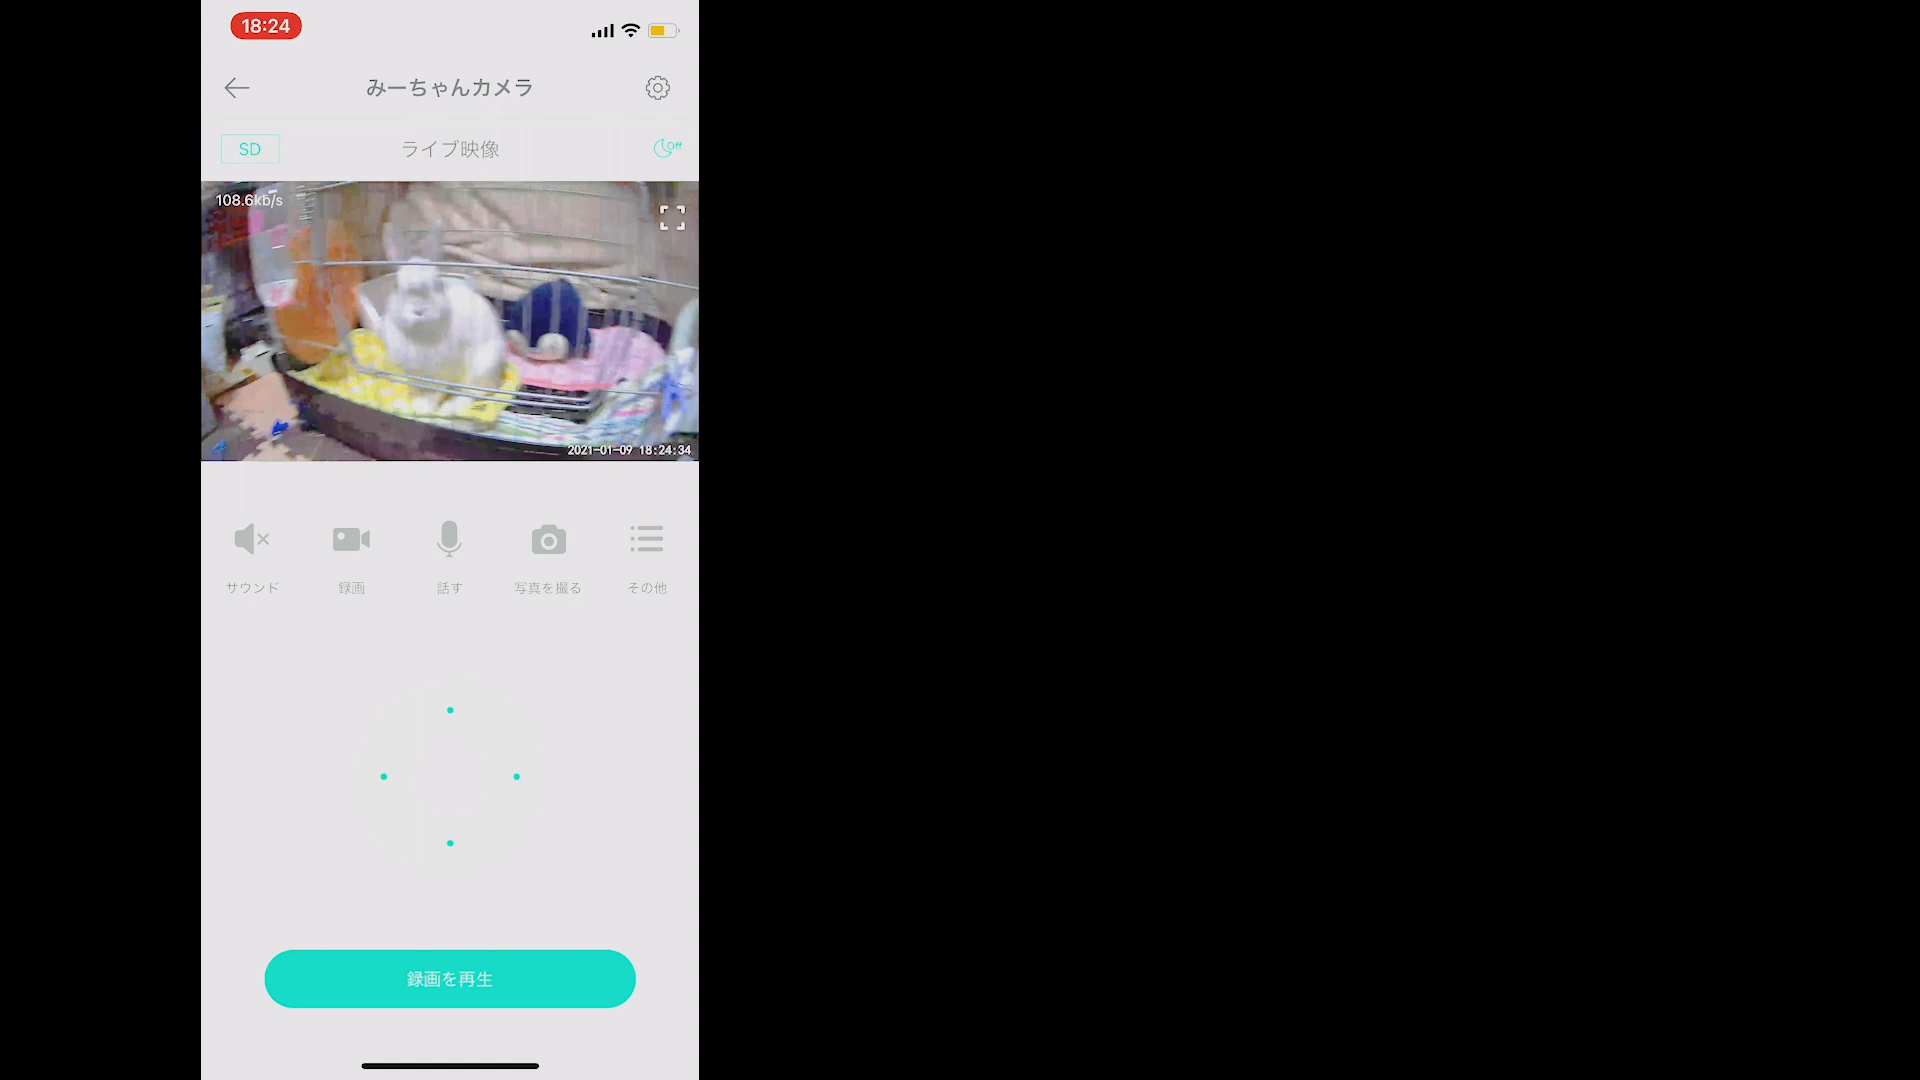 18:24
みーちゃんカメラ
SD
ライブ映像
Off
108.6kb/s
2021-01-09 18:24:34
サウンド
録画
話す
写真を撮る
その他
録画を再生